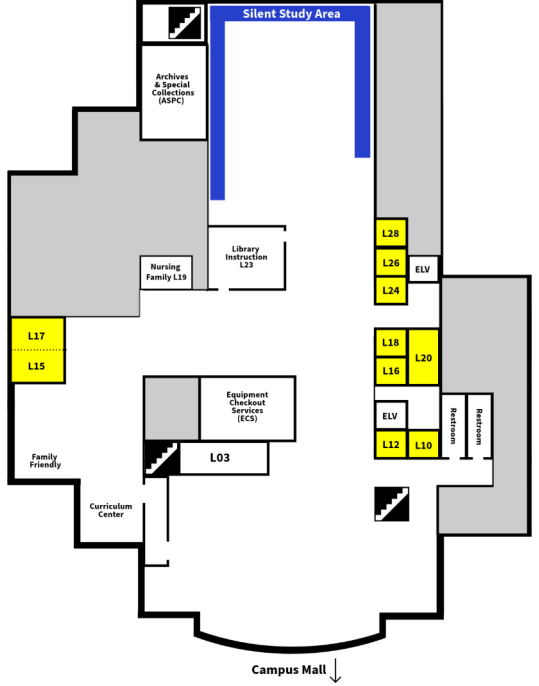 Silent Study Area
Archives
& Special
Collections
(ASPC)
L28
Library
Instruction
L23
L26
ELV
Nursing
Family L19
L24
L17
L18
L20
L15
L16
Equipment
Checkout
Services
(ECS)
ELV
Restroom
Restroom
L12
L10
L03
Family
Friendly
Curriculum
Center
Campus Mall